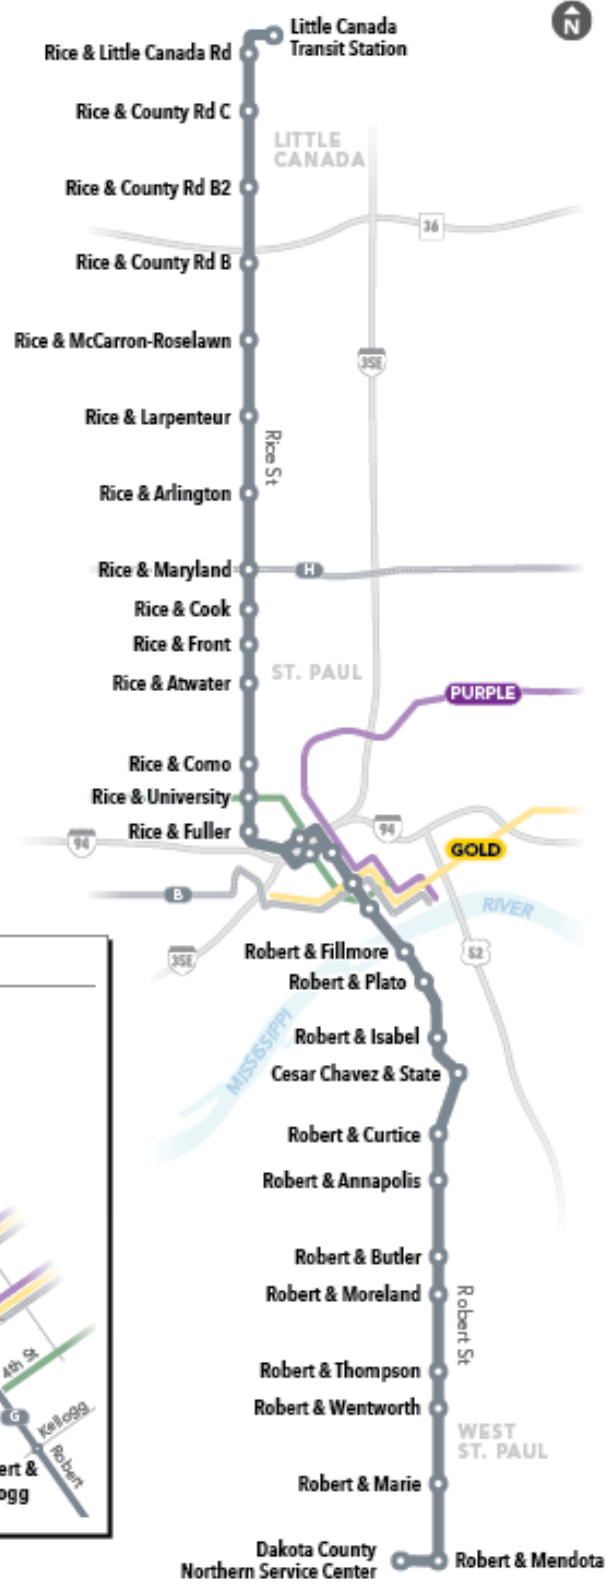 N
Little Canada
Transit Station
Rice & Little Canada Rd
Rice & County Rd C
LITTLE
CANADA
Rice & County Rd B2
36
Rice & County Rd B
Rice & McCarron-Roselawn
35E
Rice & Larpenteur
Rice St
Rice & Arlington
Rice & Maryland
H
Rice & Cook
Rice & Front
ST. PAUL
Rice & Atwater
PURPLE
Rice & Como
Rice & University
Rice & Fuller
94
94
GOLD
B
RIVER
35E
52
Robert & Fillmore
Robert & Plato
Robert & Isabel
MISSISSIPPI
Cesar Chavez & State
Robert & Curtice
Robert & Annapolis
Robert & Butler
Robert & Moreland
Robert St
Robert & Thompson
Robert & Wentworth
WEST
ST. PAUL
Robert & Marie
Dakota County
Northern Service Center
Robert & Mendota
4th St
G
Kellogg
Robert
ert &
ogg